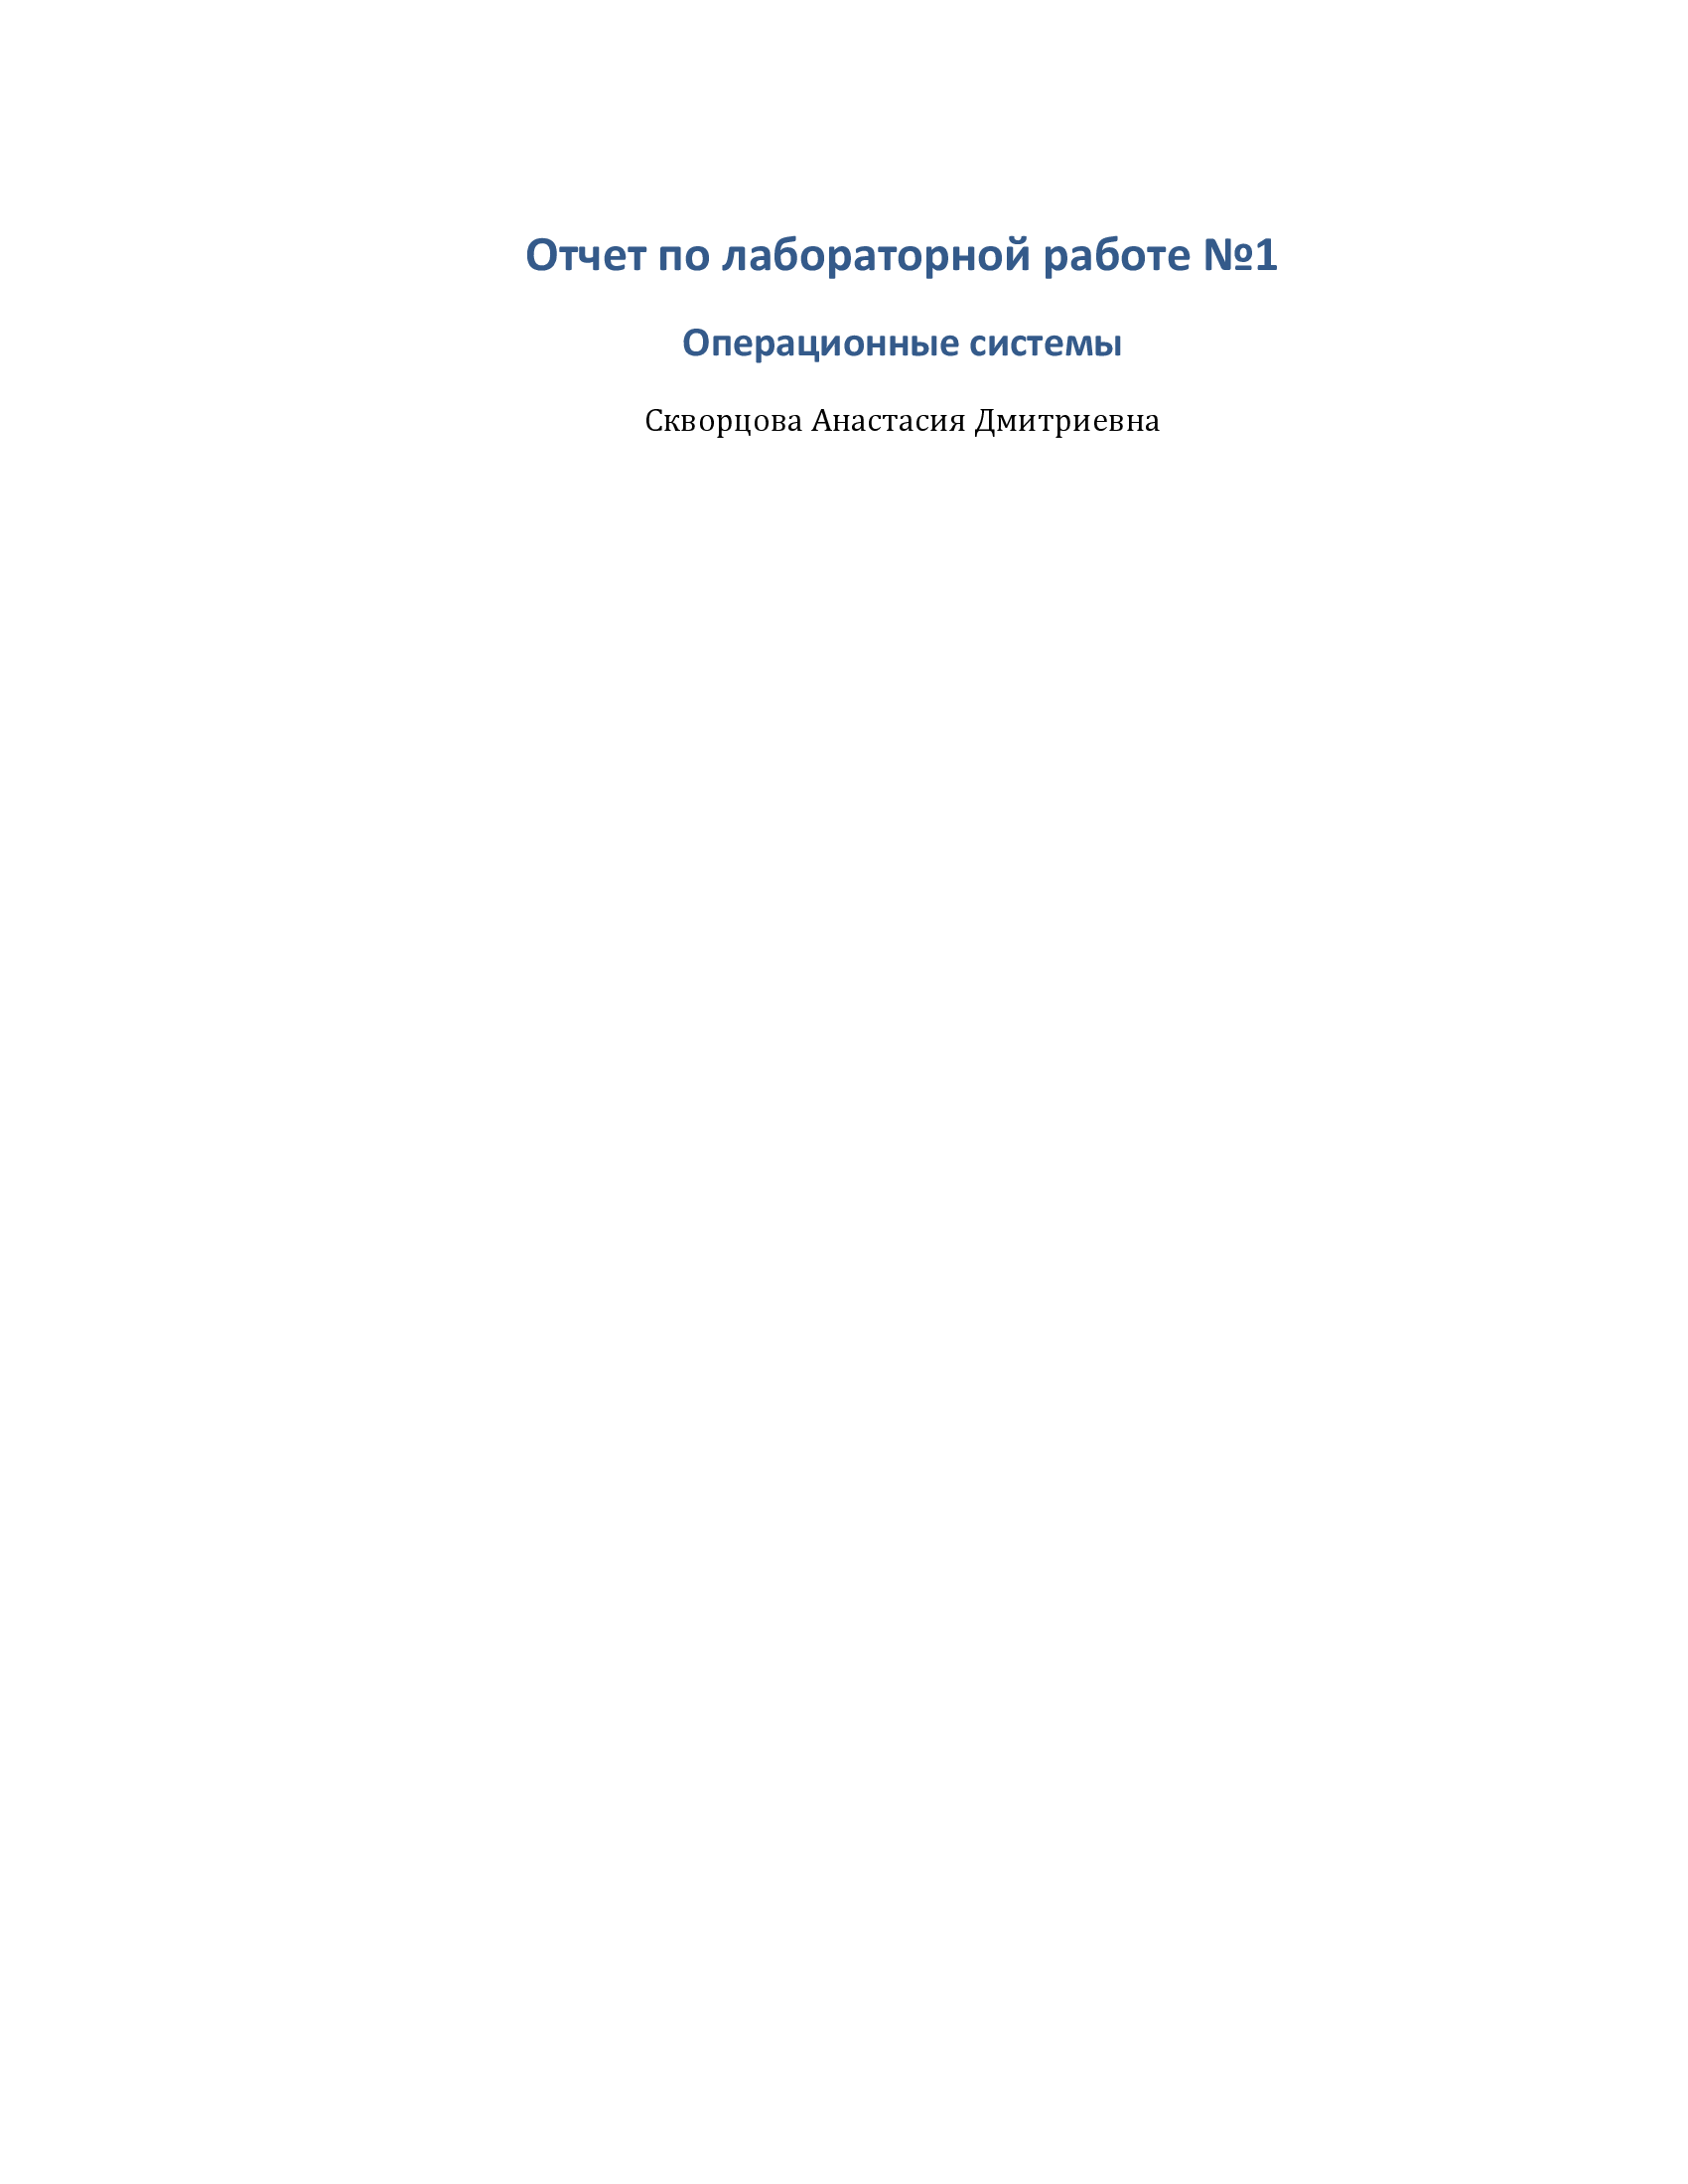 Отчет по лабораторной работе №1
Операционные системы
Скворцова Анастасия Дмитриевна